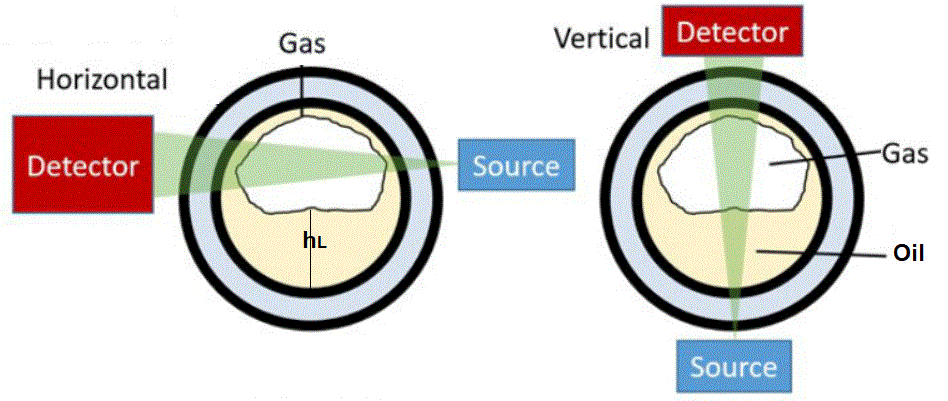 Gas
Horizontal
Detector
Source
hL
Vertical
Detector
Gas
Oil
Source